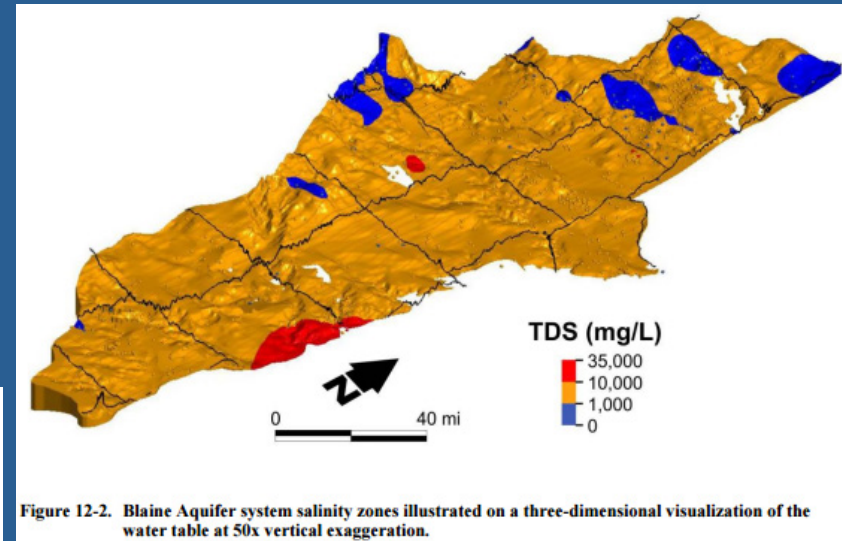 N
TDS (mg/L)
35,000
10,000
1,000
0
0 40 mi
Figure 12-2. Blaine Aquifer system salinity zones illustrated on a three-dimensional visualization of the
water table at 50x vertical exaggeration.